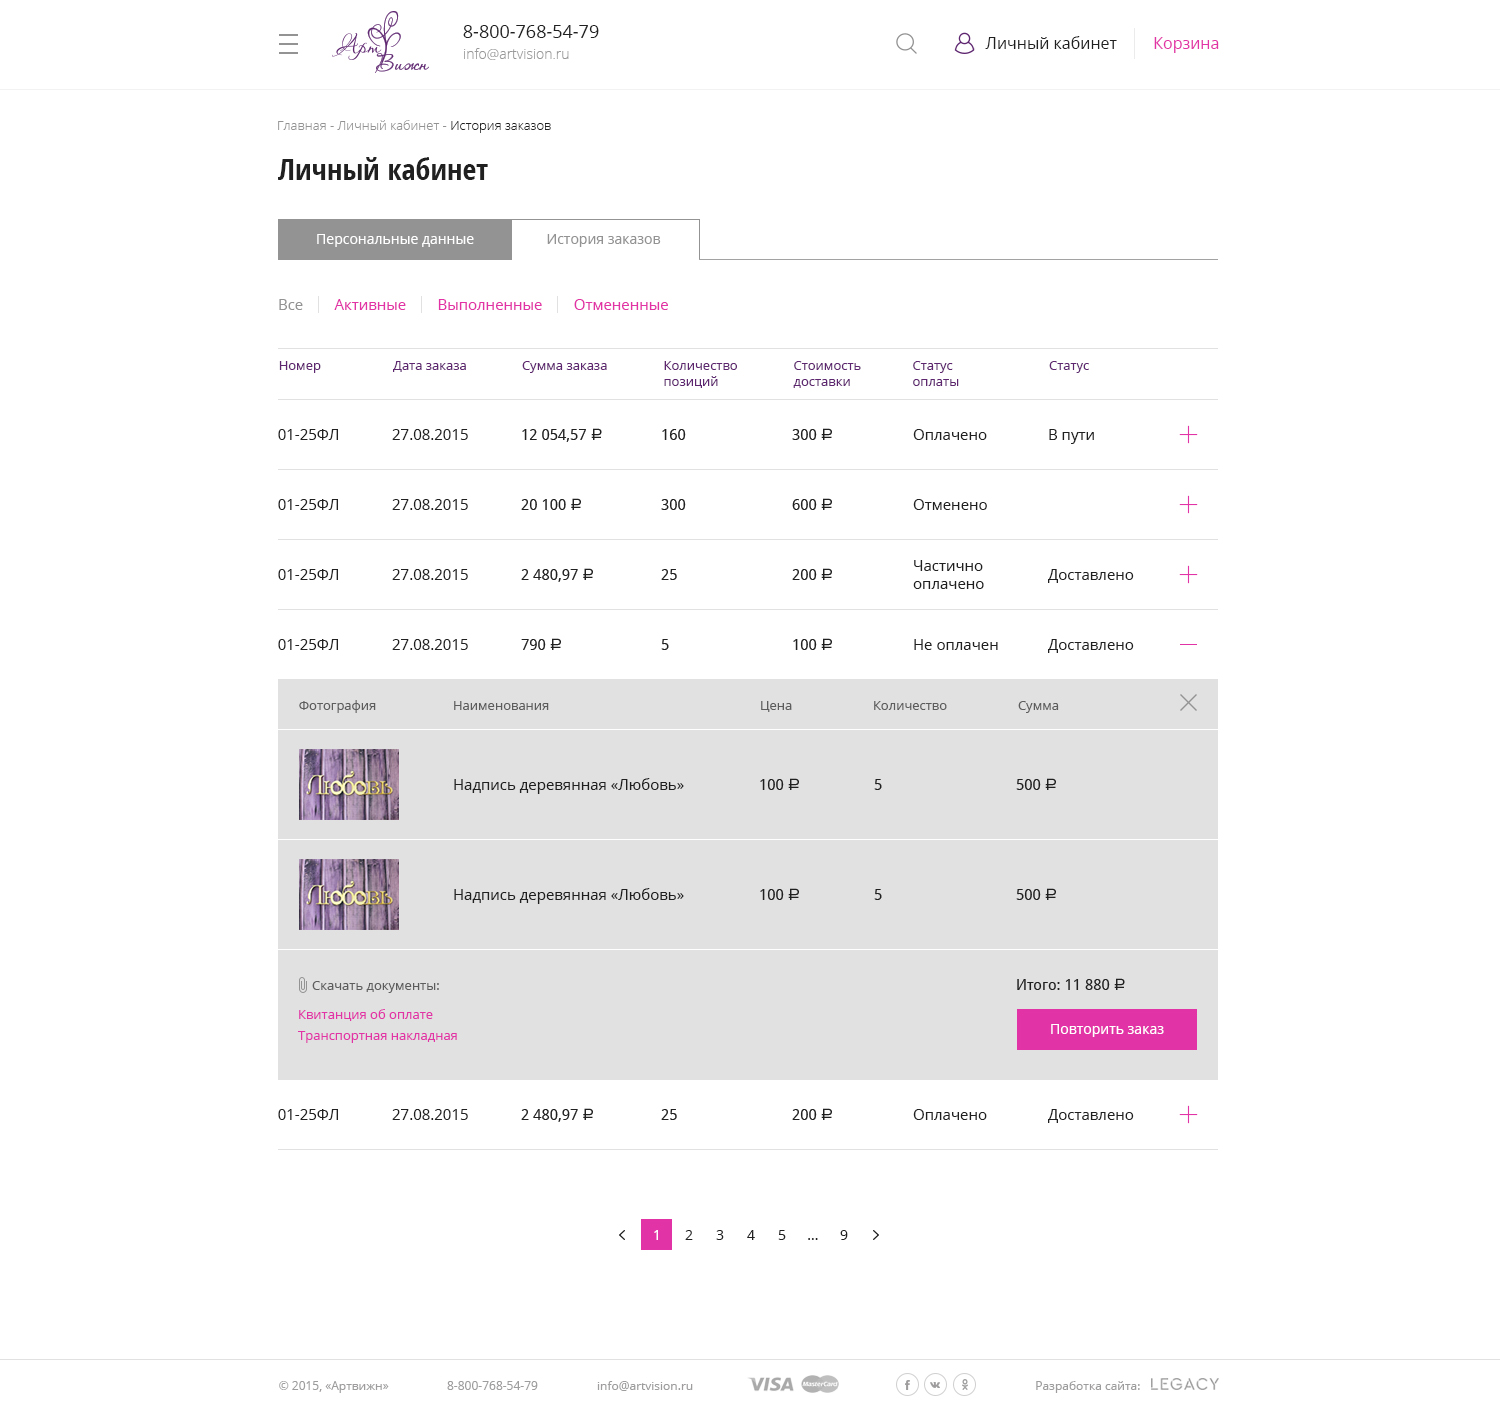 Арт Вижн
8-800-768-54-79
info@artvision.ru
Личный кабинет
Корзина
Главная - Личный кабинет - История заказов
Личный кабинет
Персональные данные
История заказов
Все
Активные
Выполненные
Отмененные
Номер
Дата заказа
Сумма заказа
Количество
позиций
Стоимость
доставки
Статус
оплаты
Статус
01-25ФЛ 27.08.2015 12 054,57 ₽ 160 300 ₽ Оплачено В пути
01-25ФЛ 27.08.2015 20 100 ₽ 300 600 ₽ Отменено
01-25ФЛ 27.08.2015 2 480,97 ₽ 25 200 ₽ Частично
оплачено
Доставлено
01-25ФЛ 27.08.2015 790 ₽ 5 100 ₽ Не оплачен Доставлено
Фотография Наименования Цена Количество Сумма
Любовь
Надпись деревянная «Любовь» 100 ₽ 5 500 ₽
Любовь
Надпись деревянная «Любовь» 100 ₽ 5 500 ₽
Скачать документы:
Квитанция об оплате
Транспортная накладная
Итого: 11 880 ₽
Повторить заказ
01-25ФЛ 27.08.2015 2 480,97 ₽ 25 200 ₽ Оплачено Доставлено
1 2 3 4 5 ... 9
© 2015, «Артвижн»
8-800-768-54-79
info@artvision.ru
VISA
MasterCard
Разработка сайта:
LEGACY